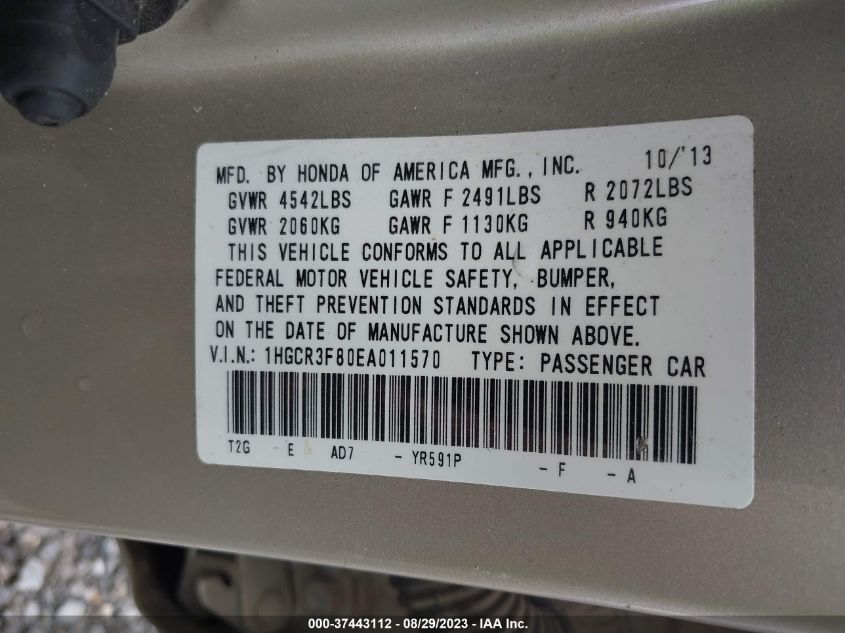 MFD. BY HONDA OF AMERICA MFG., INC. 10/'13
GVWR 4542LBS GAWR F 2491LBS R 2072LBS
GVWR 2060KG GAWR F 1130KG R 940KG
THIS VEHICLE CONFORMS TO ALL APPLICABLE
FEDERAL MOTOR VEHICLE SAFETY, BUMPER,
AND THEFT PREVENTION STANDARDS IN EFFECT
ON THE DATE OF MANUFACTURE SHOWN ABOVE.
V.I.N.: 1HGCR3F80EA011570 TYPE: PASSENGER CAR
T2G - E AD7 - YR591P - F - A
000-37443112 / 08/29/2023 - IAA Inc.